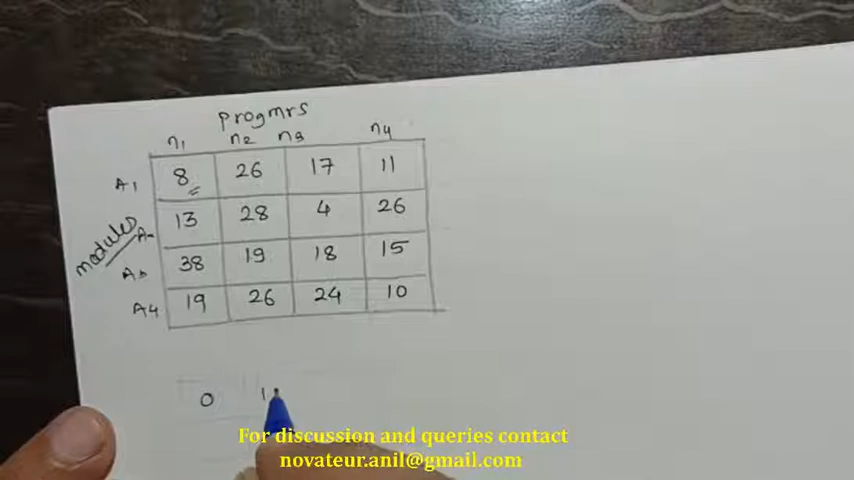 progmrs
n1 n2 n3 n4
A1 8 26 17 11
13 28 4 26
modules
38 19 18 15
A4 19 26 24 10
0
For discussion and queries contact
novateur.anil@gmail.com